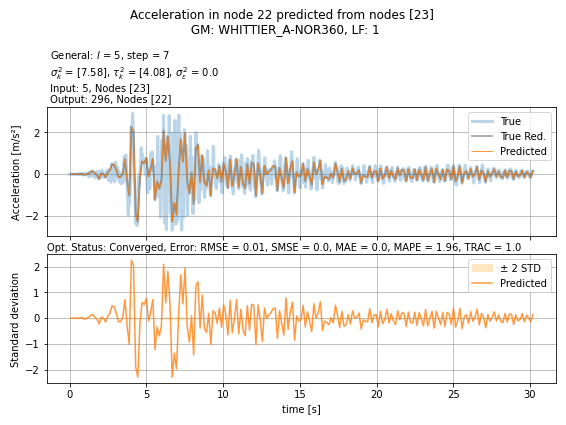 Acceleration in node 22 predicted from nodes [23]
GM: WHITTIER_A-NOR360, LF: 1
General: l = 5, step = 7
σ²ₖ = [7.58], τ²ₖ = [4.08], σ²ε = 0.0
Input: 5, Nodes [23]
Output: 296, Nodes [22]
True
True Red.
Predicted
Acceleration [m/s²]
2
0
−2
Opt. Status: Converged, Error: RMSE = 0.01, SMSE = 0.0, MAE = 0.0, MAPE = 1.96, TRAC = 1.0
± 2 STD
Predicted
Standard deviation
2
1
0
−1
−2
0 5 10 15 20 25 30
time [s]